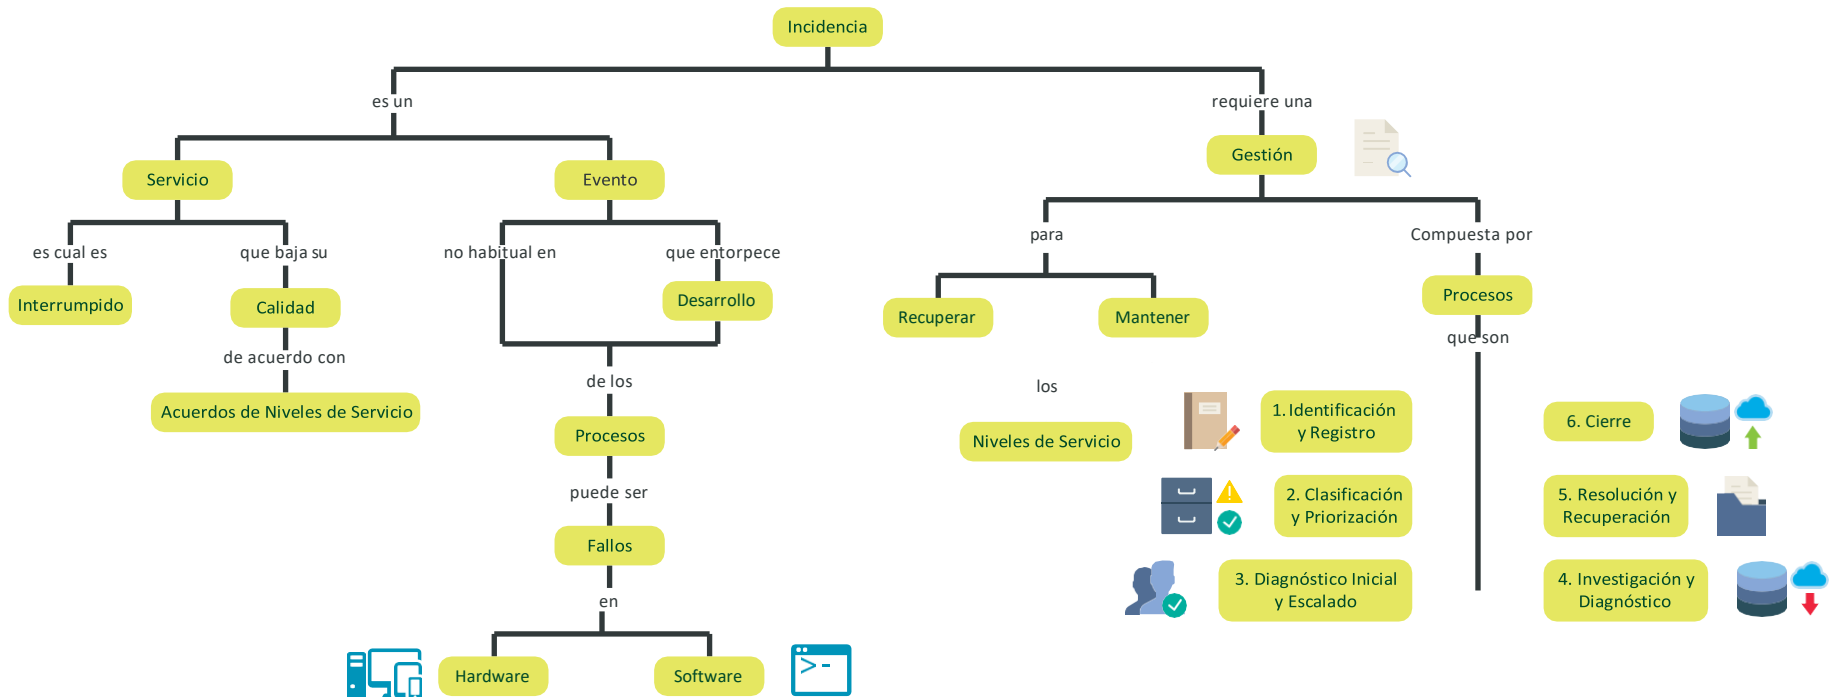 Incidencia
es un
requiere una
Servicio
Evento
Gestión
es cual es
que baja su
no habitual en
que entorpece
para
Compuesta por
Interrumpido
Calidad
Desarrollo
Recuperar
Mantener
Procesos
que son
de acuerdo con
Acuerdos de Niveles de Servicio
de los
Procesos
puede ser
Fallos
en
Hardware
Software
>-
los
Niveles de Servicio
1. Identificación
y Registro
2. Clasificación
y Priorización
3. Diagnóstico Inicial
y Escalado
6. Cierre
5. Resolución y
Recuperación
4. Investigación y
Diagnóstico